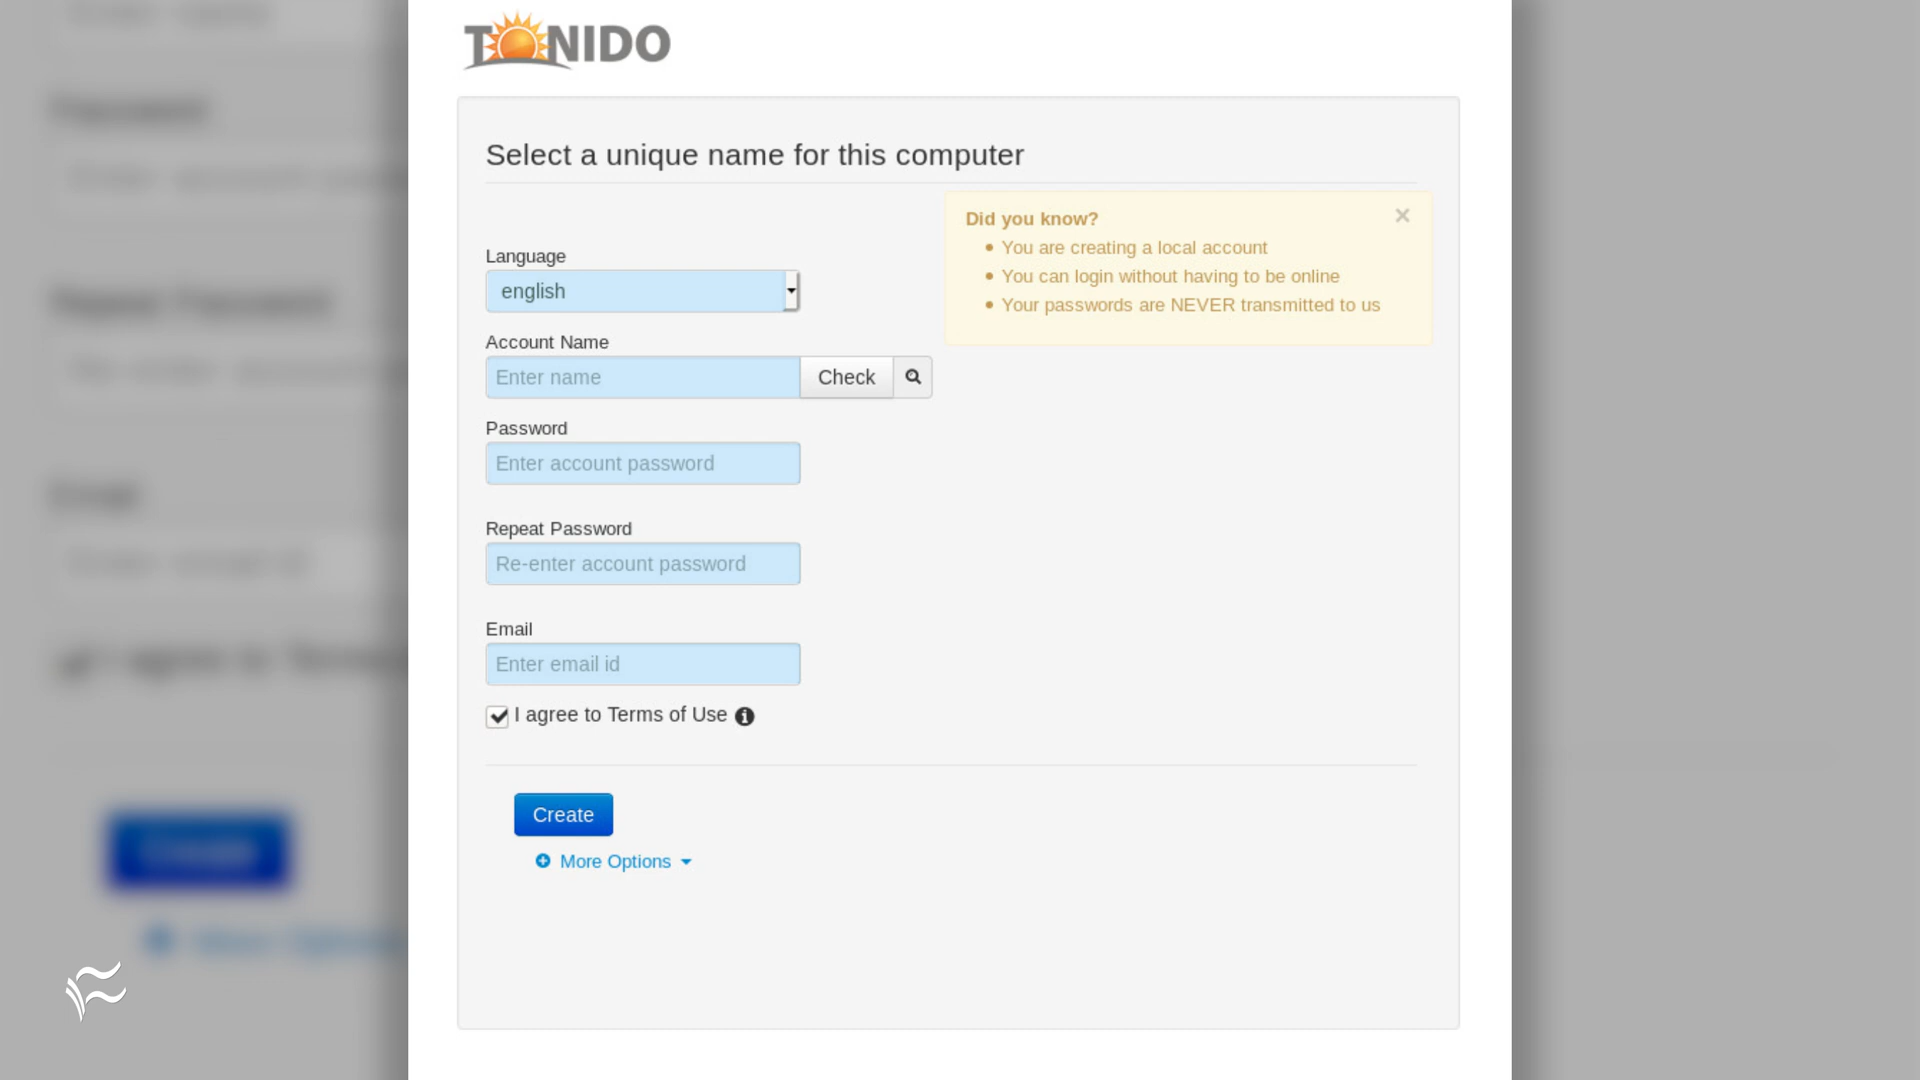 TONIDO
Select a unique name for this computer
Did you know?
You are creating a local account
You can login without having to be online
Your passwords are NEVER transmitted to us
Language
english
Account Name
Enter name
Check
Password
Enter account password
Repeat Password
Re-enter account password
Email
Enter email id
I agree to Terms of Use
Create
More Options